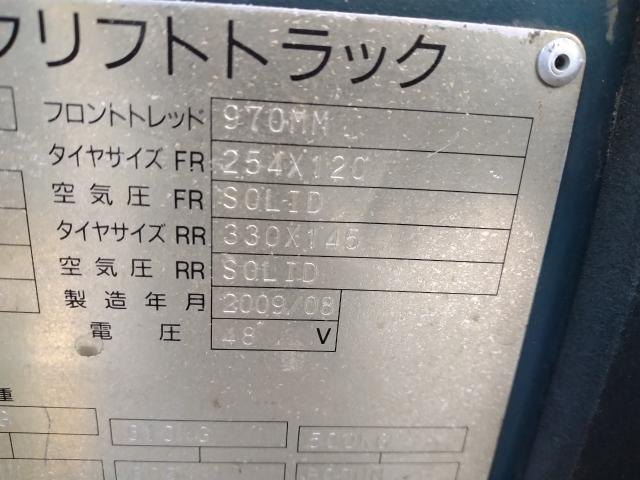 フリフトトラック
フロントトレッド 970MM
タイヤサイズ FR 254X120
空気圧 FR SOLID
タイヤサイズ RR 330X145
空気圧 RR SOLID
製造年月 2009/08
電圧 48 V
重
500KG